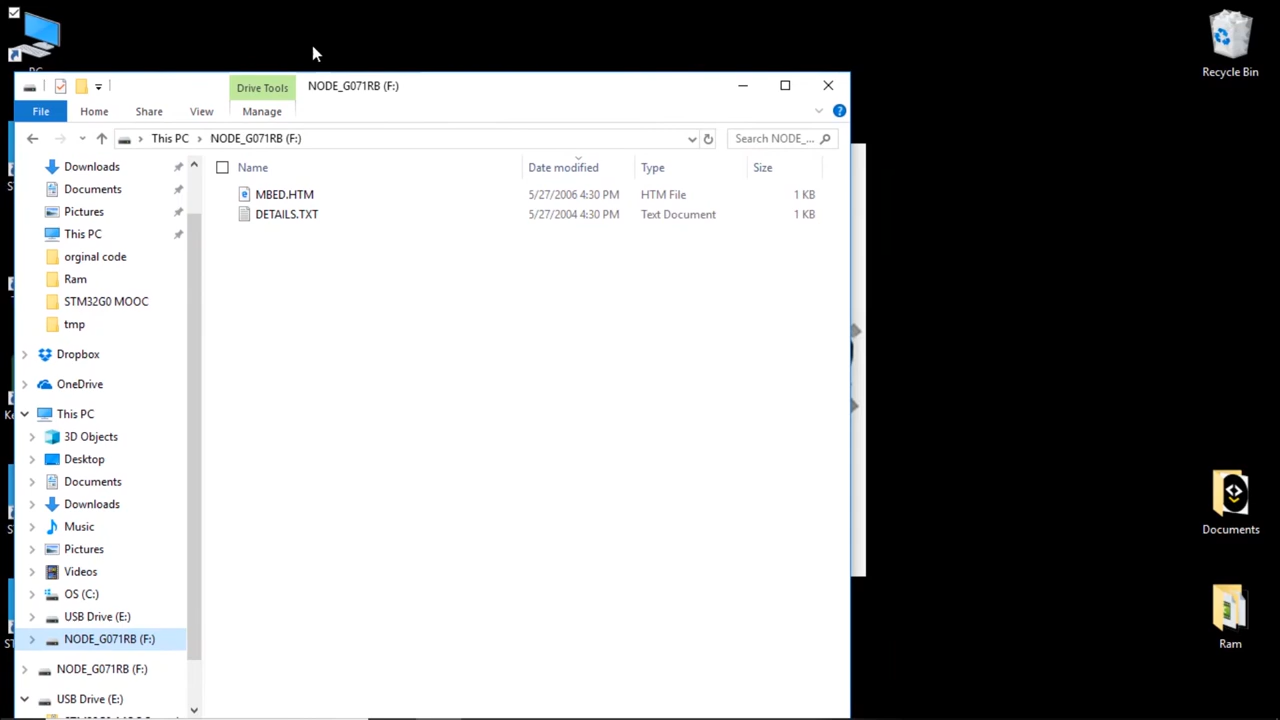 PC
Recycle Bin
Drive Tools
NODE_G071RB (F:)
File
Home
Share
View
Manage
This PC
NODE_G071RB (F:)
Search NODE_...
Name
Date modified
Type
Size
MBED.HTM
5/27/2006 4:30 PM
HTM File
1 KB
DETAILS.TXT
5/27/2004 4:30 PM
Text Document
1 KB
Downloads
Documents
Pictures
This PC
orginal code
Ram
STM32G0 MOOC
tmp
Dropbox
OneDrive
This PC
3D Objects
Desktop
Documents
Downloads
Music
Pictures
Videos
OS (C:)
USB Drive (E:)
NODE_G071RB (F:)
NODE_G071RB (F:)
USB Drive (E:)
Documents
Ram